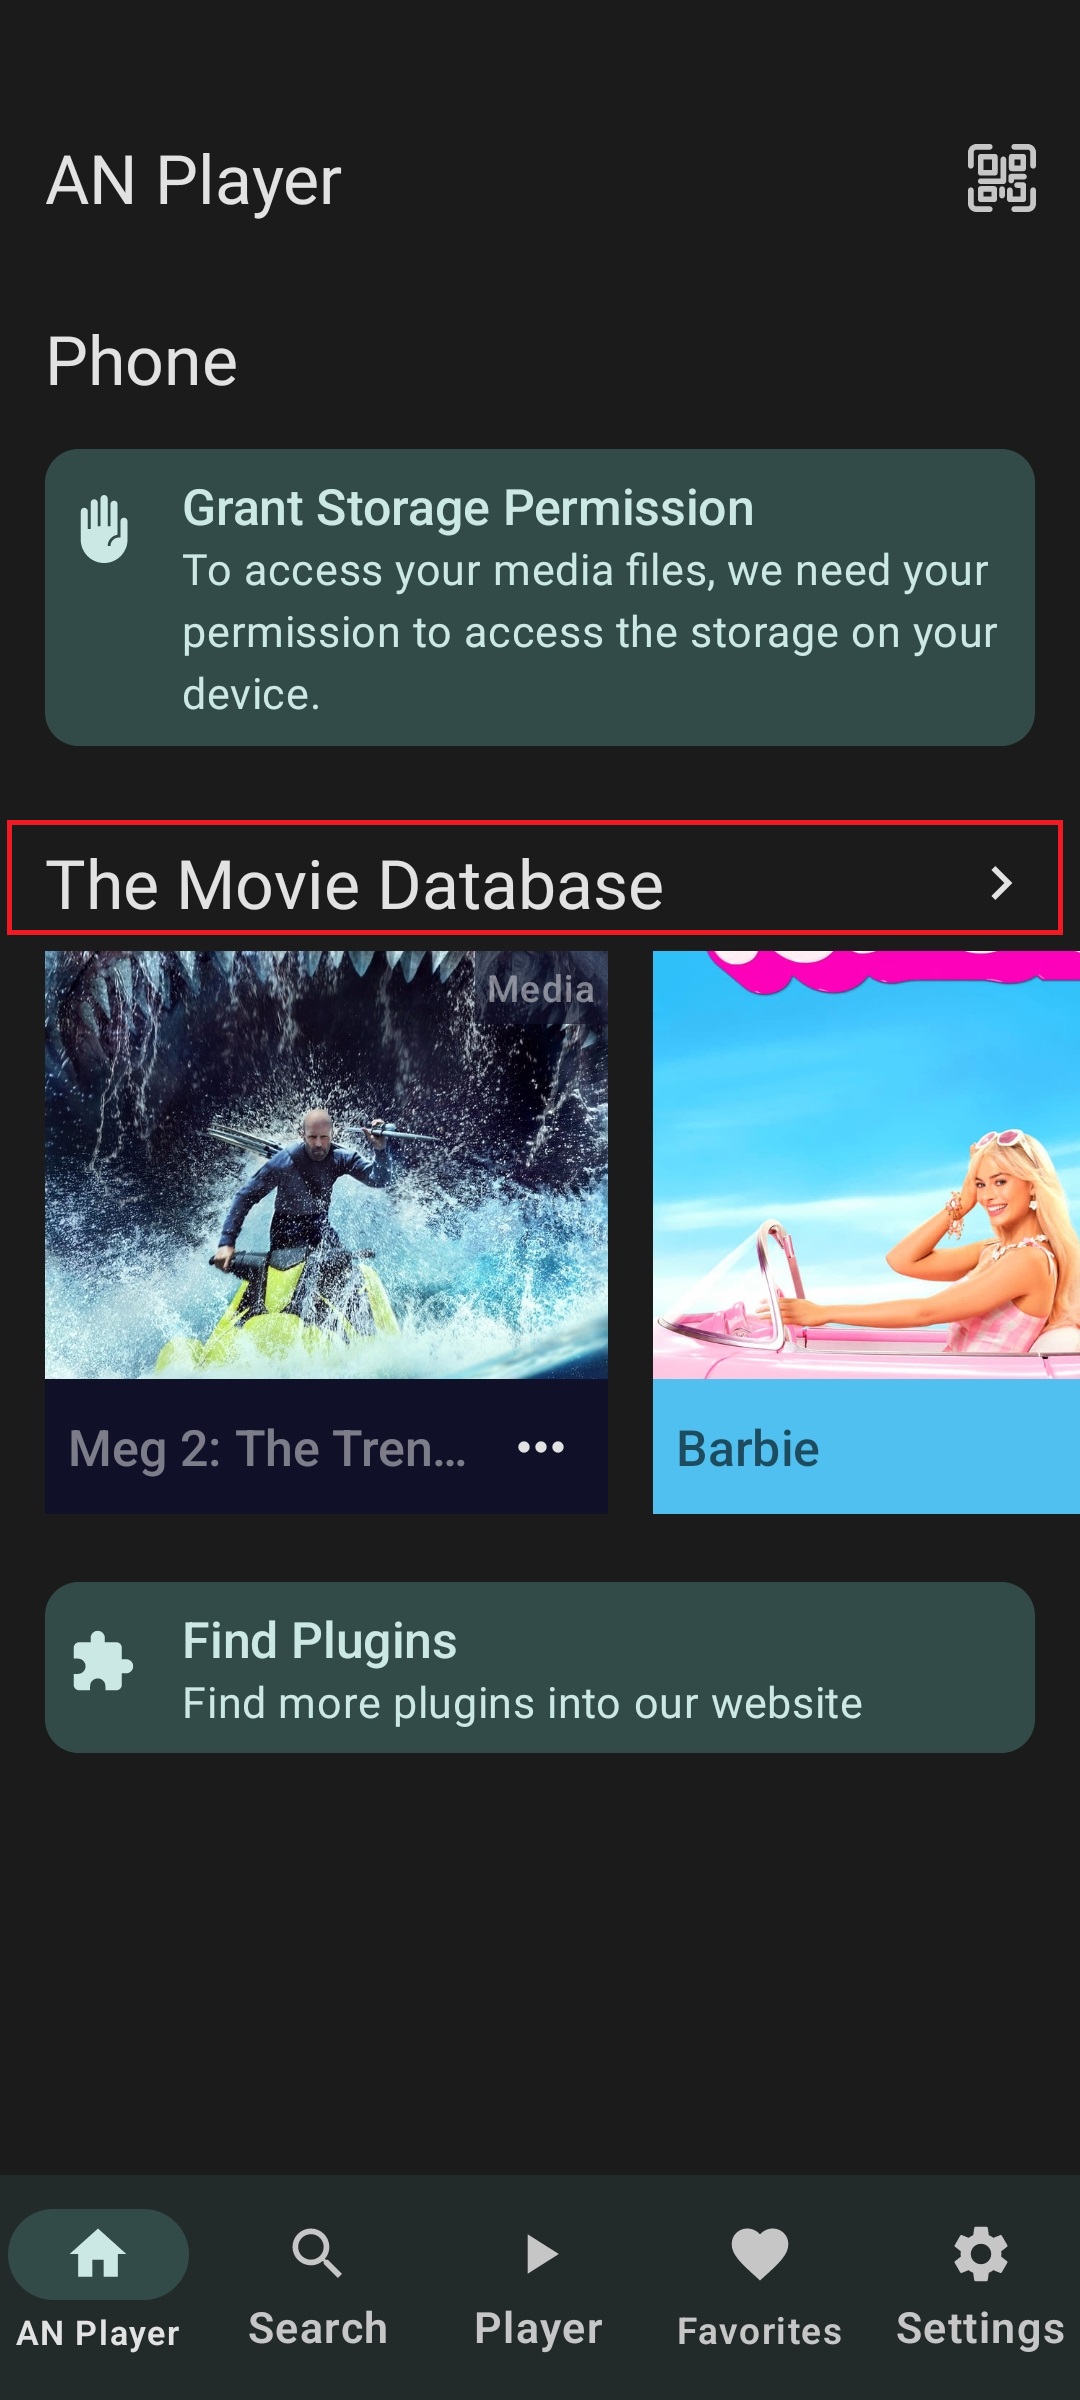 AN Player
Phone
Grant Storage Permission
To access your media files, we need your
permission to access the storage on your
device.
The Movie Database
Media
Meg 2: The Tren...
Barbie
Find Plugins
Find more plugins into our website
AN Player
Search
Player
Favorites
Settings